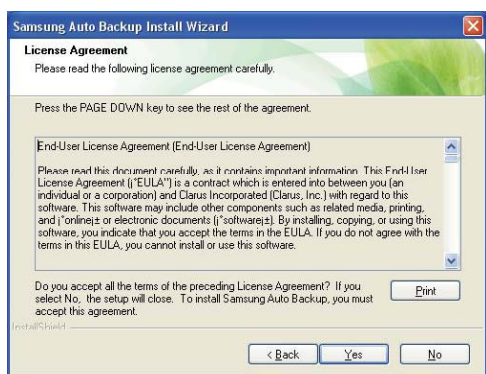 Samsung Auto Backup Install Wizard
License Agreement
Please read the following license agreement carefully.
Press the PAGE DOWN key to see the rest of the agreement.
End-User License Agreement (End-User License Agreement)
Please read this document carefully, as it contains important information. This End-User
License Agreement (¡°EULA'') is a contract which is entered into between you (an
individual or a corporation) and Clarus Incorporated (Clarus, Inc.) with regard to this
software. This software may include other components such as related media, printing,
and ¡°online¡± or electronic documents (¡°software¡±). By installing, copying, or using this
software, you indicate that you accept the terms in the EULA. If you do not agree with the
terms in this EULA, you cannot install or use this software.
Do you accept all the terms of the preceding License Agreement? If you
select No, the setup will close. To install Samsung Auto Backup, you must
accept this agreement.
Print
InstallShield
< Back
Yes
No